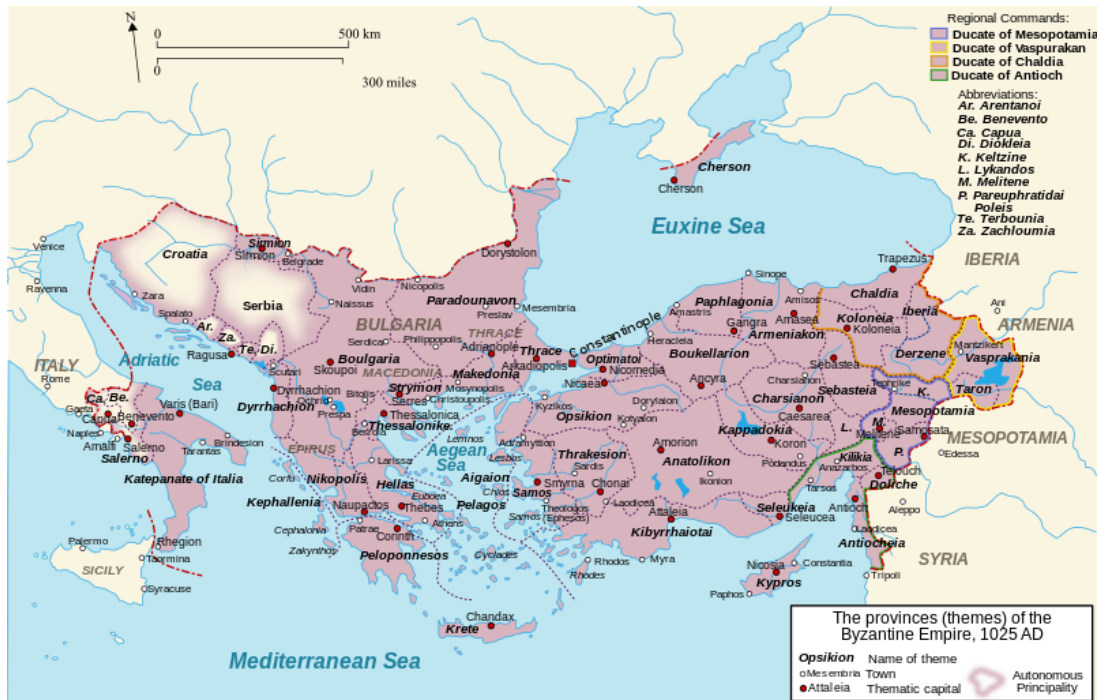 N
0
500 km
0
300 miles
Regional Commands:
Ducate of Mesopotamia
Ducate of Vaspurakan
Ducate of Chaldia
Ducate of Antioch
Abbreviations:
Ar. Arentanoi
Be. Benevento
Ca. Capua
Di. Diokleia
K. Keltzine
L. Lykandos
M. Melitene
P. Pareuphratidai
Poleis
Te. Terbounia
Za. Zachloumia
Cherson
Cherson
Euxine Sea
Venice
Ravenna
Croatia
Sirmion
Sirmion
Belgrade
Dorystolon
Trapezus
IBERIA
Zara
Serbia
Vidin
Nicopolis
Naissus
Paradounavon
Preslav
Mesembria
Sinope
Amisos
Amastris
Paphlagonia
Chaldia
Iberia
Ani
ARMENIA
Spalato
Ar.
Za.
Te.
Di.
BULGARIA
THRACE
Serdica
Philippopolis
Adrianople
Constantinople
Heracleia
Gangra
Amasea
Armeniakon
Koloneia
Koloneia
Mantzikert
Vasprakania
Adriatic
Sea
Ragusa
Scutari
Boulgaria
Skoupoi
MACEDONIA
Thrace
Arkadiopolis
Makedonia
Optimatoi
Nicomedia
Nicaea
Boukellarion
Sebastea
Derzene
Taron
ITALY
Rome
Ca.
Be.
Gaeta
Capua
Benevento
Naples
Amalfi
Salerno
Salerno
Varis (Bari)
Brindesion
Tarantas
Katepanate of Italia
Dyrrhachion
Dyrrhachion
Ohrid
Bitolis
Prespa
Strymon
Serres
Mosynopolis
Christoupolis
Thessalonica
Thessalonike
Beroia
Kyzikos
Opsikion
Dorylaion
Kotyaion
Ancyra
Charsianon
Charsianon
Caesarea
Sebasteia
Tephrike
K.
Mesopotamia
L.
M.
Melitene
Samosata
P.
MESOPOTAMIA
Edessa
EPIRUS
Corfu
Nikopolis
Larissa
Hellas
Lemnos
Aegean
Sea
Lesbos
Adramyttion
Aigaion
Pelagos
Chios
Thrakesion
Sardis
Smyrna
Samos
Samos
Theologos
(Ephesos)
Chonai
Laodicea
Amorion
Anatolikon
Ikonion
Kappadokia
Koron
Podandus
Kilikia
Anazarbos
Tarsos
Telouch
Doliche
Kephallenia
Cephalonia
Zakynthos
Naupactos
Patrae
Euboea
Thebes
Athens
Corinth
Peloponnesos
Cyclades
Attaleia
Kibyrrhaiotai
Seleukeia
Seleucea
Antioch
Aleppo
Laodicea
Antiocheia
SYRIA
Tripoli
Palermo
SICILY
Rhegion
Taormina
Syracuse
Rhodos
Rhodes
Myra
Nicosia
Constantia
Kypros
Paphos
Chandax
Krete
Mediterranean Sea
The provinces (themes) of the
Byzantine Empire, 1025 AD
Opsikion Name of theme
Mesembria Town
Attaleia Thematic capital
Autonomous
Principality